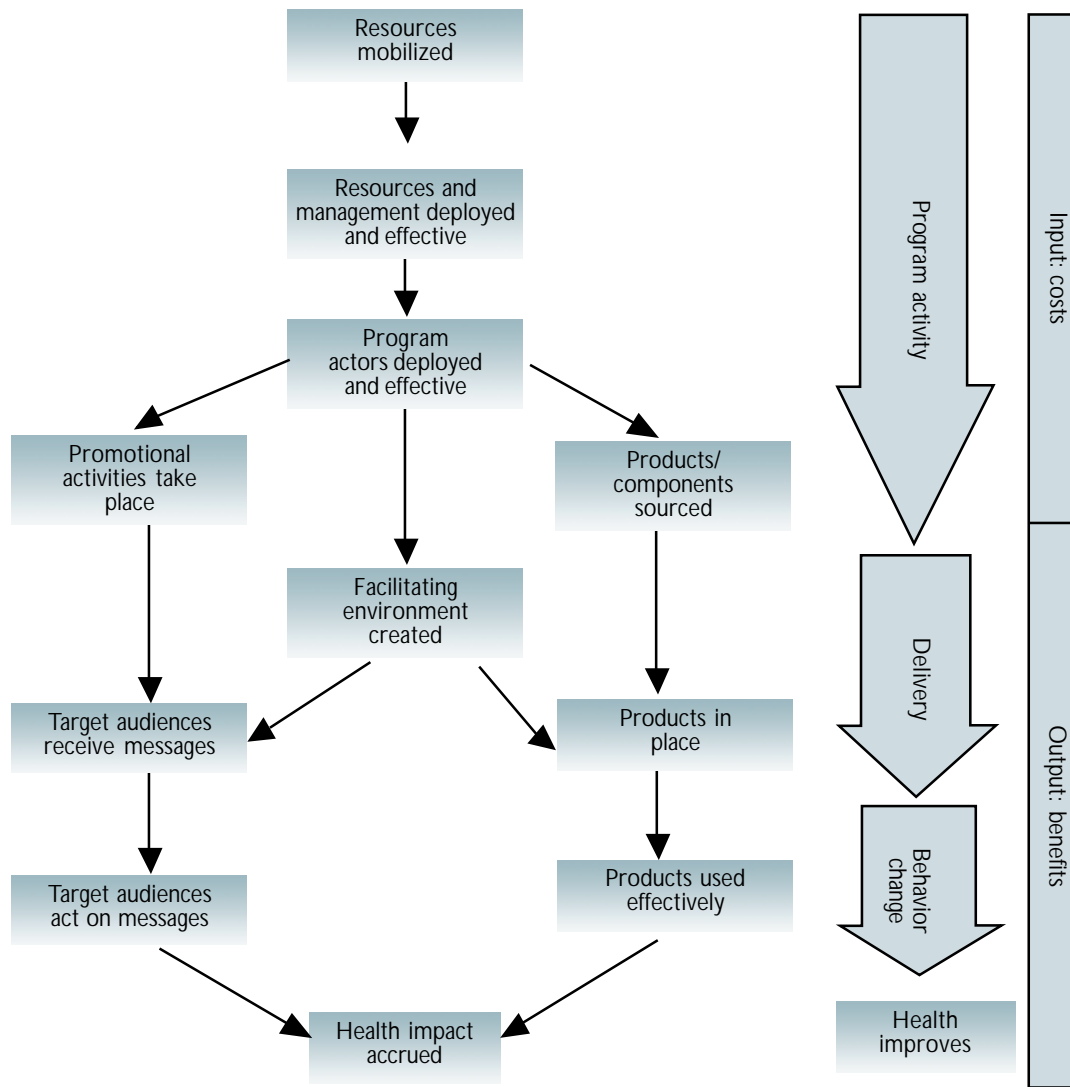 Resources
mobilized
Resources and
management deployed
and effective
Program
actors deployed
and effective
Promotional
activities take
place
Products/
components
sourced
Facilitating
environment
created
Target audiences
receive messages
Products in
place
Target audiences
act on messages
Products used
effectively
Health impact
accrued
Program activity
Delivery
Behavior
change
Health
improves
Input: costs
Output: benefits